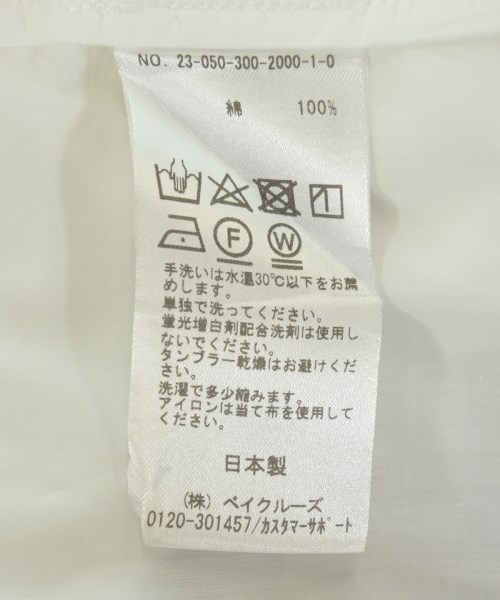 NO. 23-050-300-2000-1-0
綿 100%
F W
手洗いは水温30℃以下をお薦
めします。
単独で洗ってください。
蛍光増白剤配合洗剤は使用し
ないでください。
タンブラー乾燥はお避けくだ
さい。
洗濯で多少縮みます。
アイロンは当て布を使用して
ください。
日本製
(株) ベイクルーズ
0120-301457/ｶｽﾀﾏｰｻﾎﾟｰﾄ